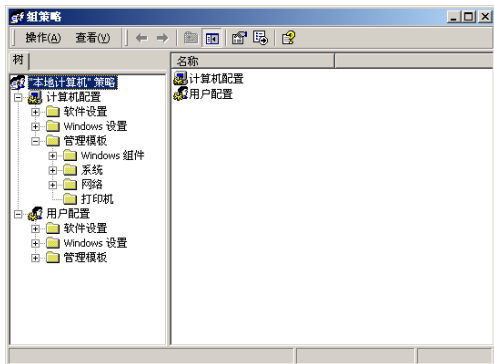 组策略
操作(A) 查看(V)
树
名称
"本地计算机" 策略
计算机配置
软件设置
Windows 设置
管理模板
Windows 组件
系统
网络
打印机
用户配置
软件设置
Windows 设置
管理模板
计算机配置
用户配置